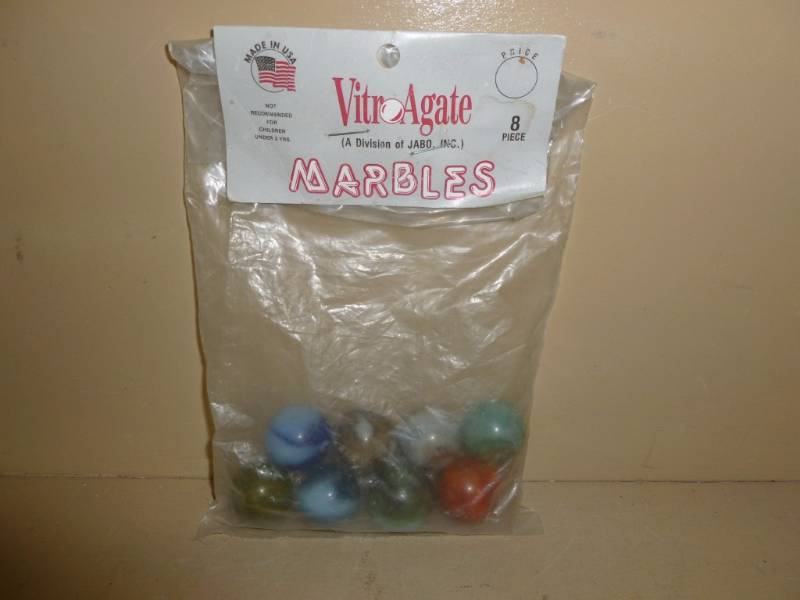 MADE IN USA
NOT
RECOMMENDED
FOR
CHILDREN
UNDER 3 YRS.
Vitro Agate
(A Division of JABO, INC.)
MARBLES
PRICE
8
PIECE